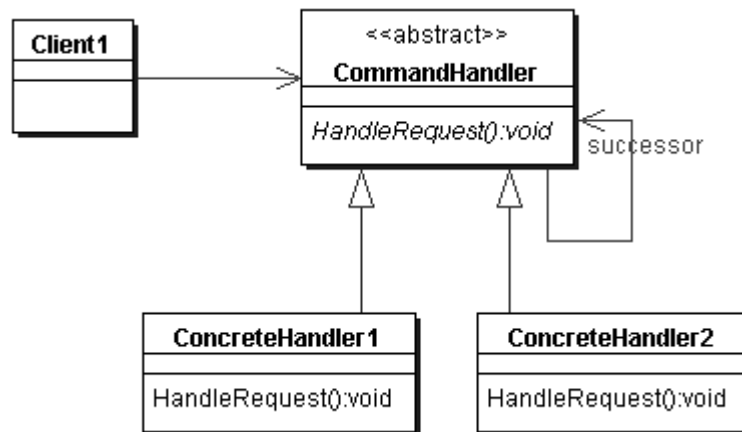 Client1
<<abstract>>
CommandHandler
HandleRequest():void
successor
ConcreteHandler1
HandleRequest():void
ConcreteHandler2
HandleRequest():void